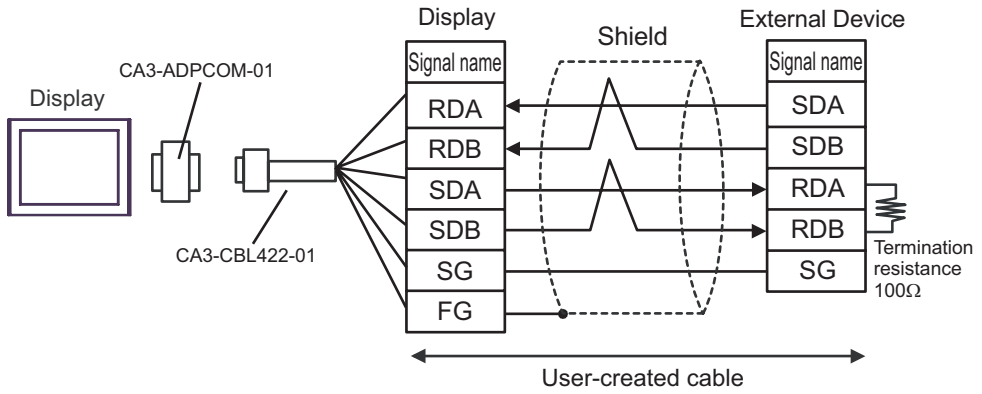 Display
External Device
Shield
Signal name
Signal name
CA3-ADPCOM-01
Display
RDA
SDA
RDB
SDB
SDA
RDA
SDB
RDB
SG
SG
FG
CA3-CBL422-01
Termination
resistance
100Ω
User-created cable